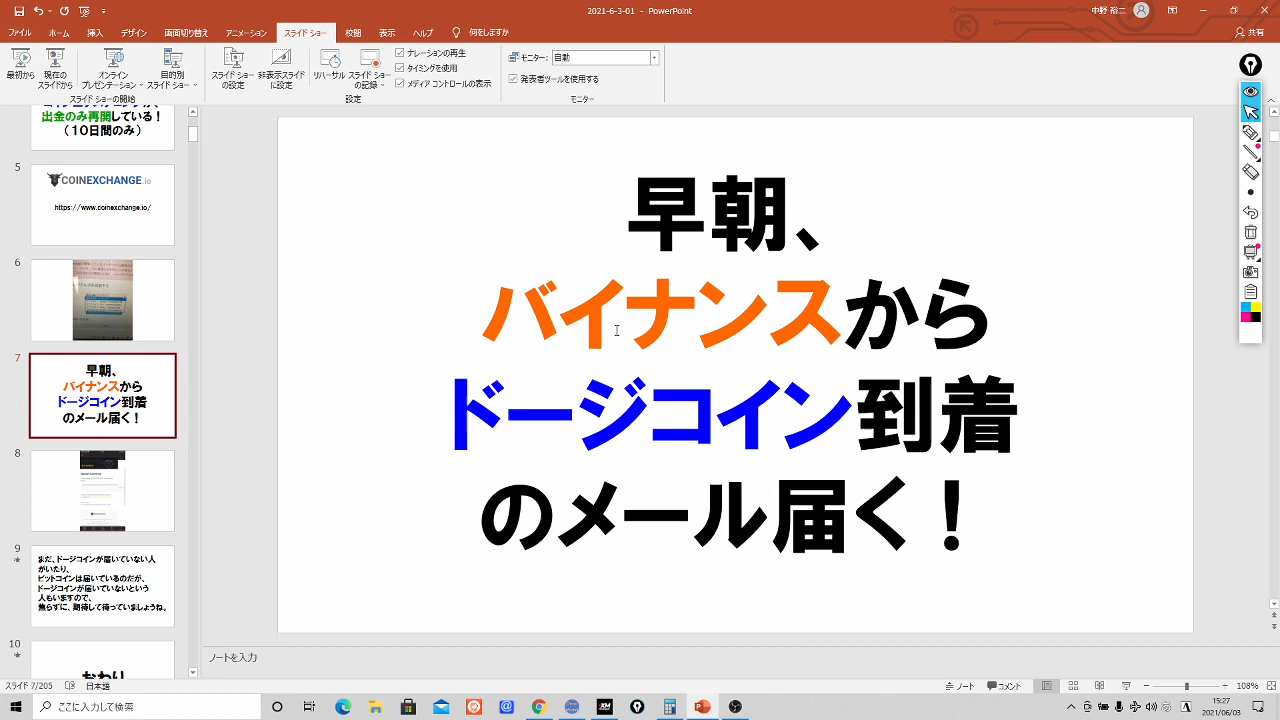 2021-6-3-01 - PowerPoint
中野 裕二
ファイル
ホーム
挿入
デザイン
画面切り替え
アニメーション
スライド ショー
校閲
表示
ヘルプ
何をしますか
共有
最初から
現在の
スライドから
オンライン
プレゼンテーション
目的別
スライド ショー
スライド ショー
の設定
非表示スライド
に設定
リハーサル
スライド ショー
の記録
ナレーションの再生
タイミングを使用
メディア コントロールの表示
モニター:
自動
発表者ツールを使用する
スライド ショーの開始
設定
モニター
出金のみ再開している!
(10日間のみ)
5
COINEXCHANGE.io
https://www.coinexchange.io/
6
7
早朝、
バイナンスから
ドージコイン到着
のメール届く!
8
9
まだ、ドージコインが届いていない人
がいたり、
ビットコインは届いているのだが、
ドージコインが届いていないという
人もいますので、
焦らずに、期待して待っていましょうね。
10
おわり
早朝、
バイナンスから
ドージコイン到着
のメール届く!
ノートを入力
スライド 7/205
日本語
ノート
コメント
108%
ここに入力して検索
XM
A
15:27
2021/06/03